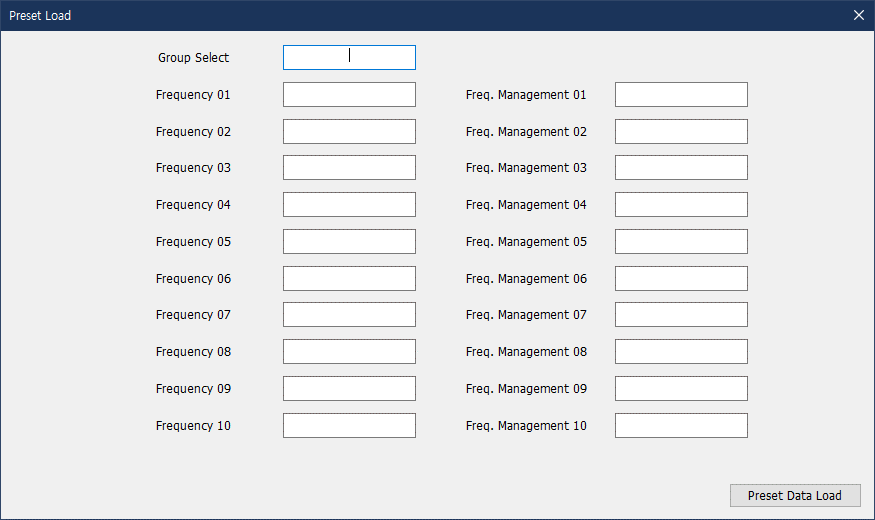 Preset Load
Group Select
Frequency 01 Freq. Management 01
Frequency 02 Freq. Management 02
Frequency 03 Freq. Management 03
Frequency 04 Freq. Management 04
Frequency 05 Freq. Management 05
Frequency 06 Freq. Management 06
Frequency 07 Freq. Management 07
Frequency 08 Freq. Management 08
Frequency 09 Freq. Management 09
Frequency 10 Freq. Management 10
Preset Data Load